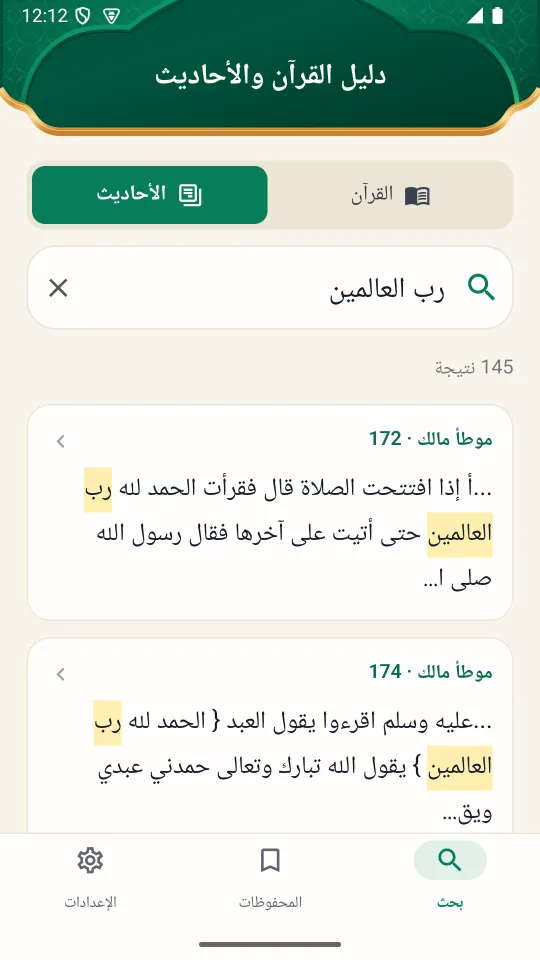 12:12
دليل القرآن والأحاديث
القرآن
الأحاديث
رب العالمين
145 نتيجة
موطأ مالك · 172
...أ إذا افتتحت الصلاة قال فقرأت الحمد لله رب
العالمين حتى أتيت على آخرها فقال رسول الله
صلى ا...
موطأ مالك · 174
...عليه وسلم اقرءوا يقول العبد { الحمد لله رب
العالمين } يقول الله تبارك وتعالى حمدني عبدي
ويق...
بحث
المحفوظات
الإعدادات